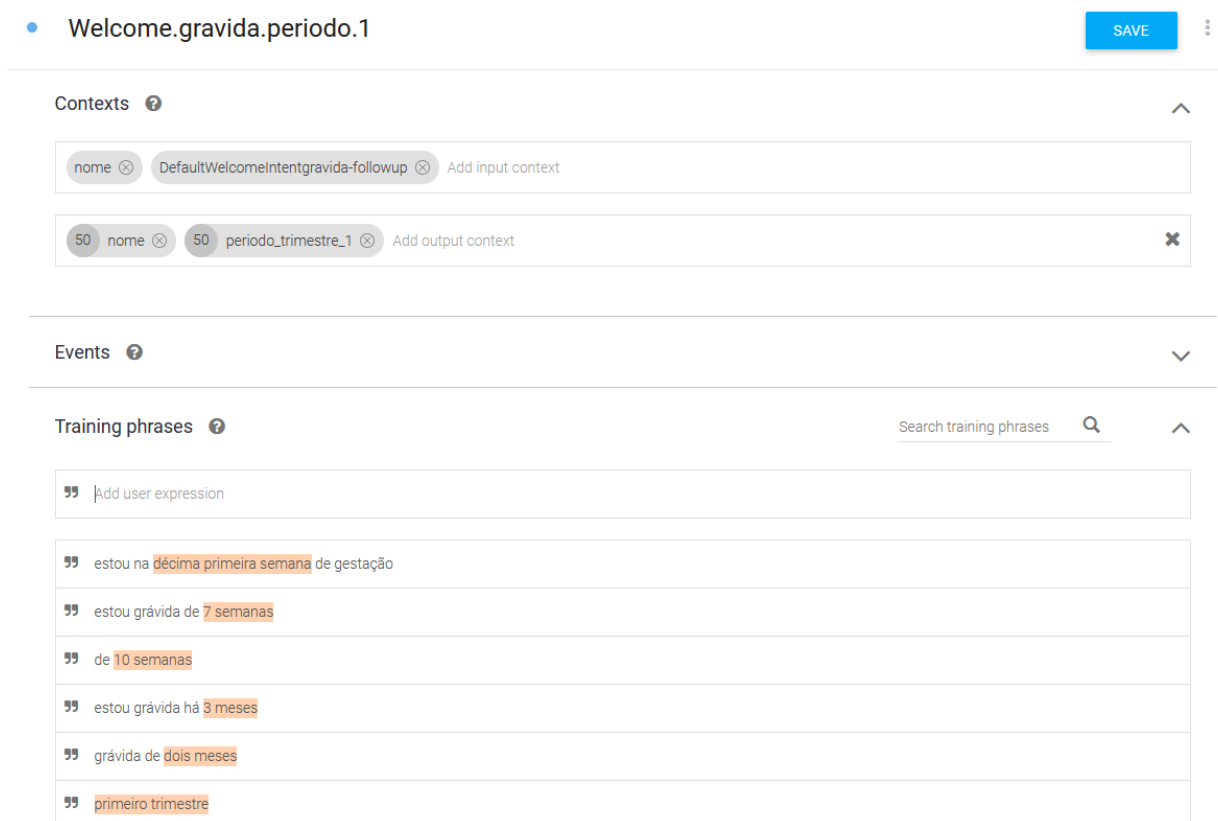 Welcome.gravida.periodo.1
SAVE
Contexts
nome DefaultWelcomeIntentgravida-followup Add input context
50 nome 50 periodo_trimestre_1 Add output context
Events
Training phrases Search training phrases
Add user expression
estou na décima primeira semana de gestação
estou grávida de 7 semanas
de 10 semanas
estou grávida há 3 meses
grávida de dois meses
primeiro trimestre